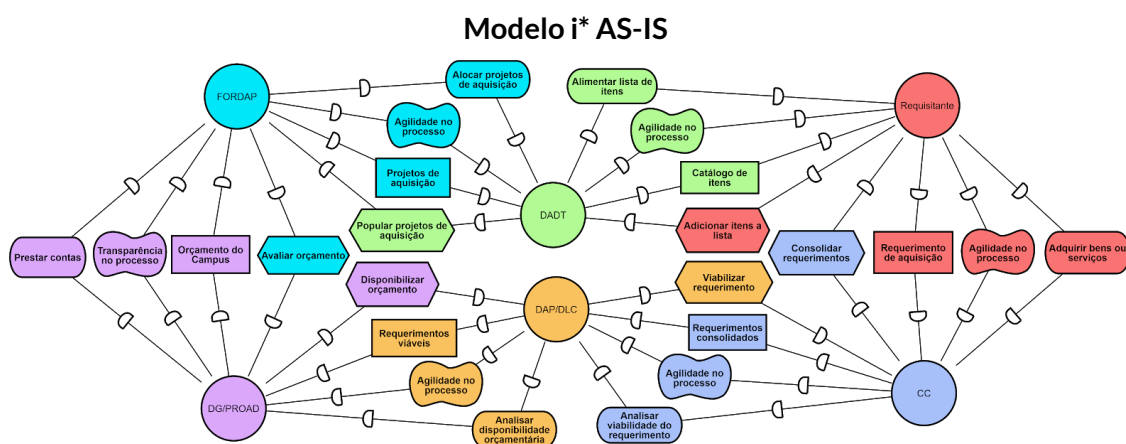 Modelo i* AS-IS
FORDAP
Alocar projetos
de aquisição
Alimentar lista de
itens
Requisitante
Agilidade no
processo
Agilidade no
processo
Projetos de
aquisição
Catálogo de
itens
DADT
Popular projetos de
aquisição
Adicionar itens a
lista
Prestar contas
Transparência
no processo
Orçamento do
Campus
Avaliar orçamento
Consolidar
requerimentos
Requerimento
de aquisição
Agilidade no
processo
Adquirir bens ou
serviços
Disponibilizar
orçamento
Viabilizar
requerimento
DAP/DLC
Requerimentos
viáveis
Requerimentos
consolidados
Agilidade no
processo
Agilidade no
processo
DG/PROAD
CC
Analisar
disponibilidade
orçamentária
Analisar
viabilidade do
requerimento